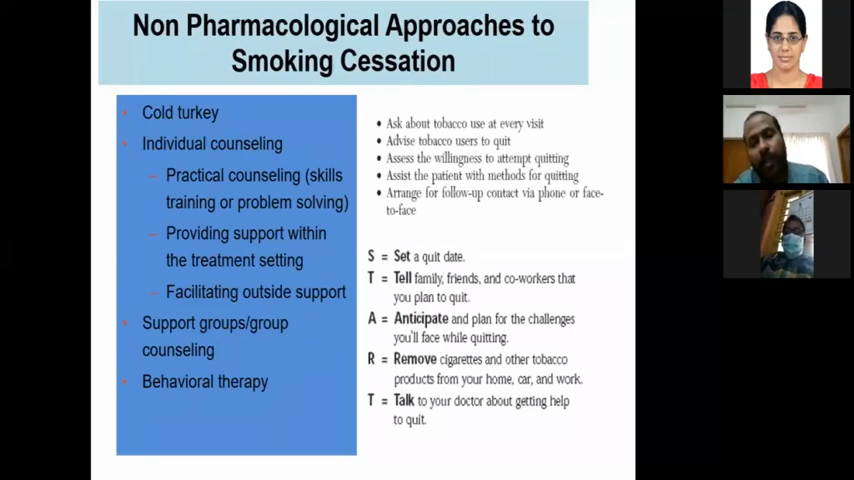 Non Pharmacological Approaches to
Smoking Cessation
• Cold turkey
• Individual counseling
– Practical counseling (skills
training or problem solving)
– Providing support within
the treatment setting
– Facilitating outside support
• Support groups/group
counseling
• Behavioral therapy
• Ask about tobacco use at every visit
• Advise tobacco users to quit
• Assess the willingness to attempt quitting
• Assist the patient with methods for quitting
• Arrange for follow-up contact via phone or face-
to-face
S = Set a quit date.
T = Tell family, friends, and co-workers that
you plan to quit.
A = Anticipate and plan for the challenges
you'll face while quitting.
R = Remove cigarettes and other tobacco
products from your home, car, and work.
T = Talk to your doctor about getting help
to quit.